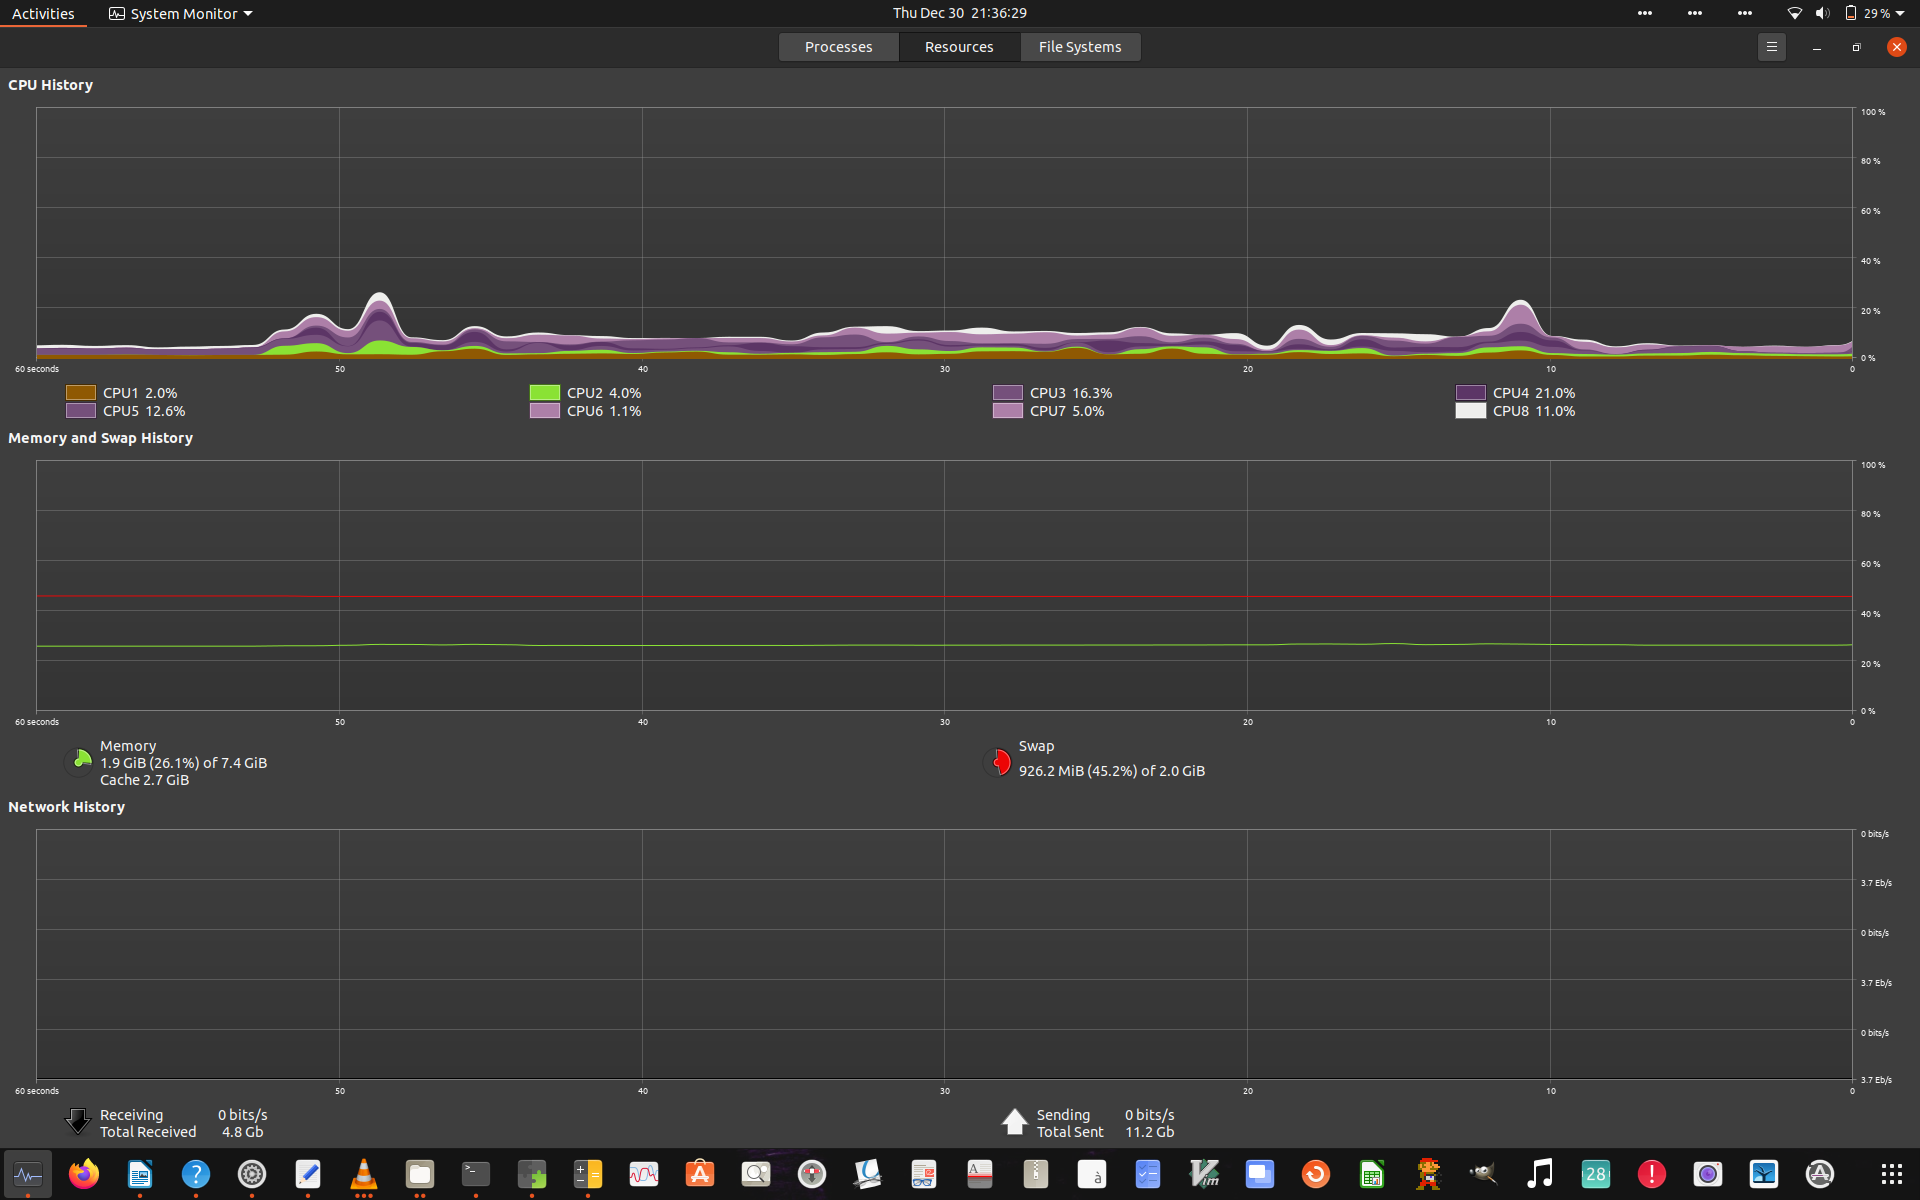 Activities System Monitor Thu Dec 30 21:36:29 29 %
Processes Resources File Systems
CPU History
100 %
80 %
60 %
40 %
20 %
0 %
60 seconds 50 40 30 20 10 0
CPU1 2.0% CPU2 4.0% CPU3 16.3% CPU4 21.0%
CPU5 12.6% CPU6 1.1% CPU7 5.0% CPU8 11.0%
Memory and Swap History
100 %
80 %
60 %
40 %
20 %
0 %
60 seconds 50 40 30 20 10 0
Memory
1.9 GiB (26.1%) of 7.4 GiB
Cache 2.7 GiB
Swap
926.2 MiB (45.2%) of 2.0 GiB
Network History
0 bits/s
3.7 Eb/s
0 bits/s
3.7 Eb/s
0 bits/s
3.7 Eb/s
60 seconds 50 40 30 20 10 0
Receiving 0 bits/s Sending 0 bits/s
Total Received 4.8 Gb Total Sent 11.2 Gb
28